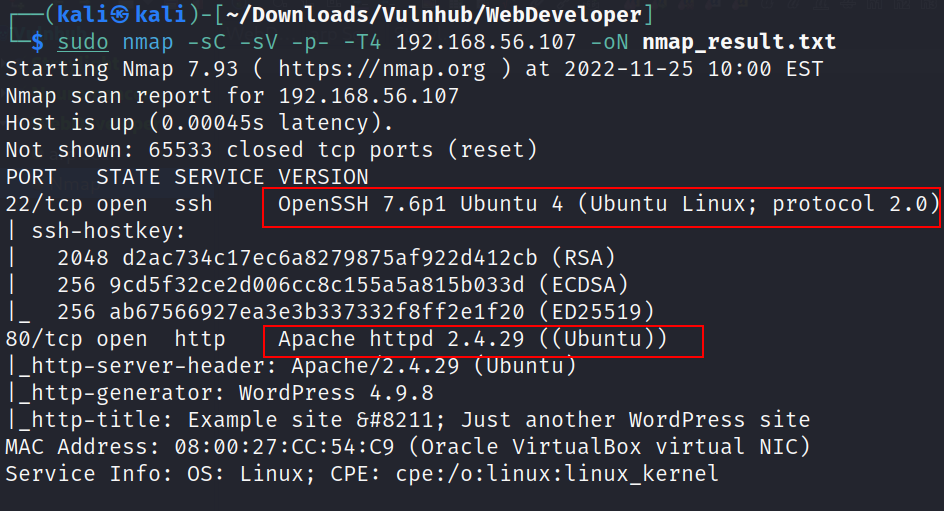 ┌──(kali㉿kali)-[~/Downloads/Vulnhub/WebDeveloper]
└─$ sudo nmap -sC -sV -p- -T4 192.168.56.107 -oN nmap_result.txt
Starting Nmap 7.93 ( https://nmap.org ) at 2022-11-25 10:00 EST
Nmap scan report for 192.168.56.107
Host is up (0.00045s latency).
Not shown: 65533 closed tcp ports (reset)
PORT   STATE SERVICE VERSION
22/tcp open  ssh     OpenSSH 7.6p1 Ubuntu 4 (Ubuntu Linux; protocol 2.0)
| ssh-hostkey:
|   2048 d2ac734c17ec6a8279875af922d412cb (RSA)
|   256 9cd5f32ce2d006cc8c155a5a815b033d (ECDSA)
|_  256 ab67566927ea3e3b337332f8ff2e1f20 (ED25519)
80/tcp open  http    Apache httpd 2.4.29 ((Ubuntu))
|_http-server-header: Apache/2.4.29 (Ubuntu)
|_http-generator: WordPress 4.9.8
|_http-title: Example site &#8211; Just another WordPress site
MAC Address: 08:00:27:CC:54:C9 (Oracle VirtualBox virtual NIC)
Service Info: OS: Linux; CPE: cpe:/o:linux:linux_kernel